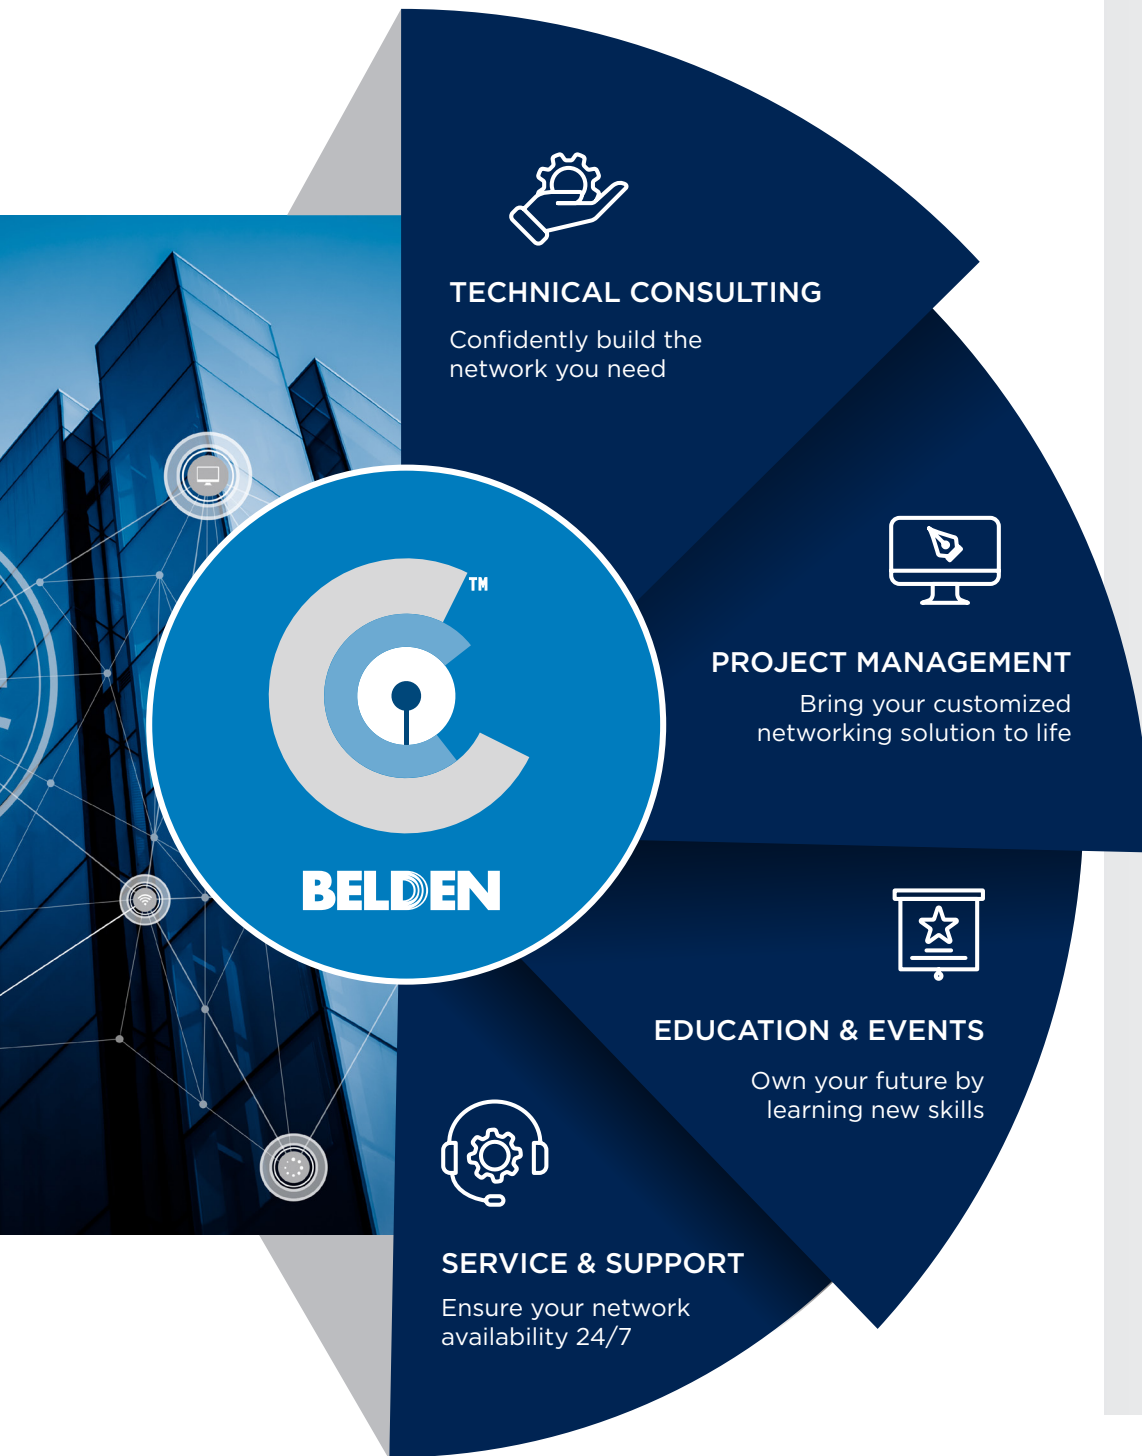 TECHNICAL CONSULTING
Confidently build the
network you need
PROJECT MANAGEMENT
Bring your customized
networking solution to life
TM
BELDEN
EDUCATION & EVENTS
Own your future by
learning new skills
SERVICE & SUPPORT
Ensure your network
availability 24/7